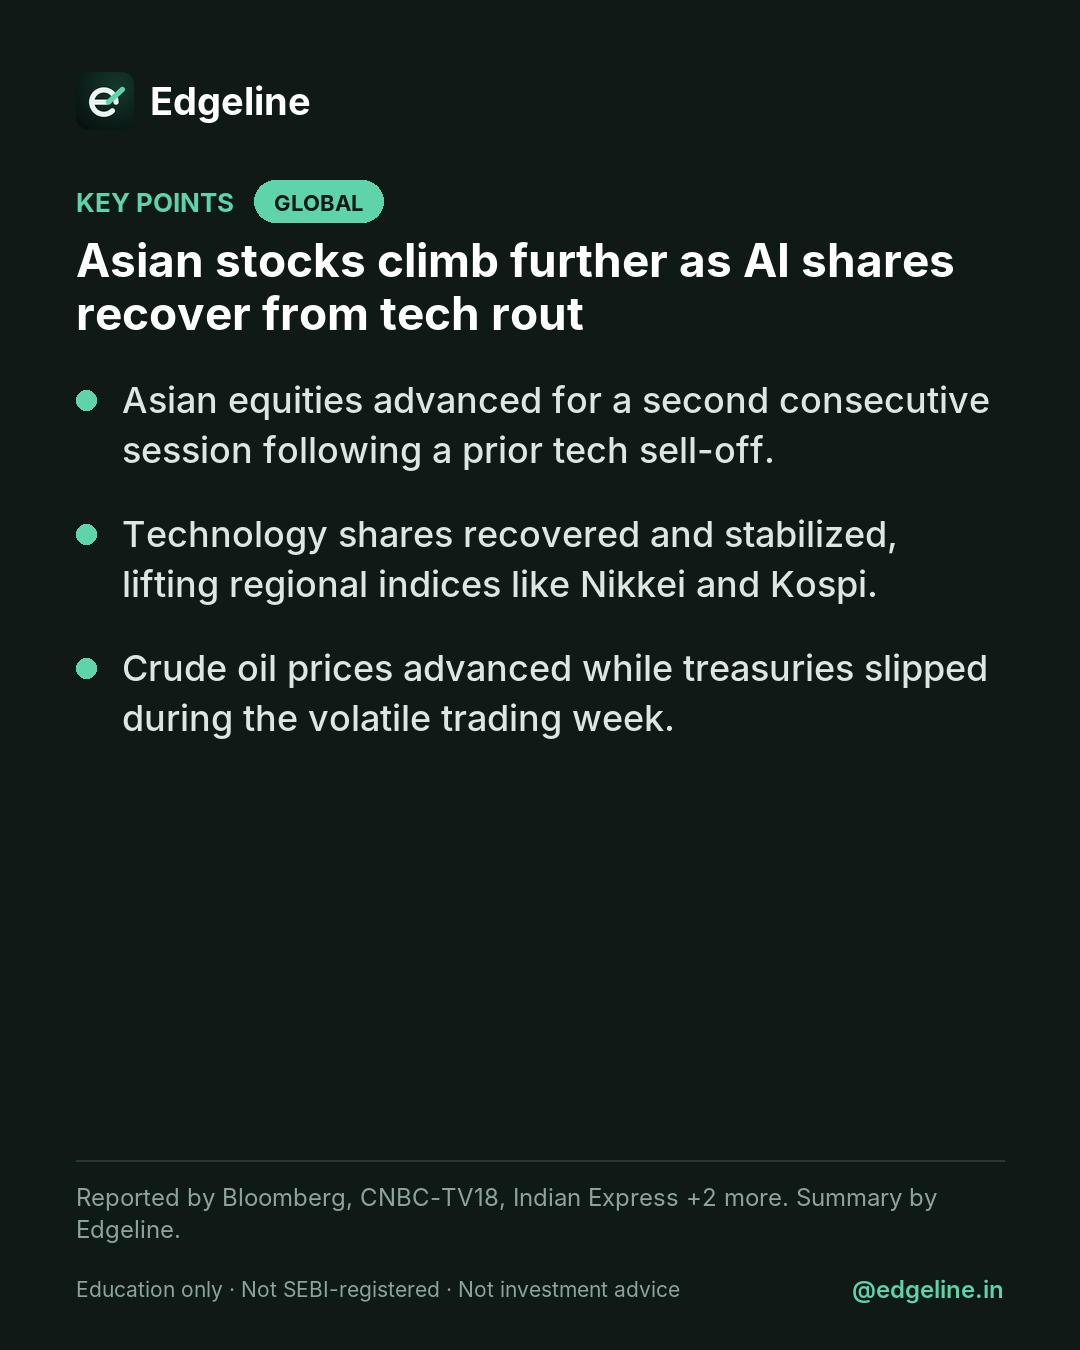 Edgeline
KEY POINTS GLOBAL
Asian stocks climb further as AI shares
recover from tech rout
Asian equities advanced for a second consecutive
session following a prior tech sell-off.
Technology shares recovered and stabilized,
lifting regional indices like Nikkei and Kospi.
Crude oil prices advanced while treasuries slipped
during the volatile trading week.
Reported by Bloomberg, CNBC-TV18, Indian Express +2 more. Summary by
Edgeline.
Education only · Not SEBI-registered · Not investment advice @edgeline.in